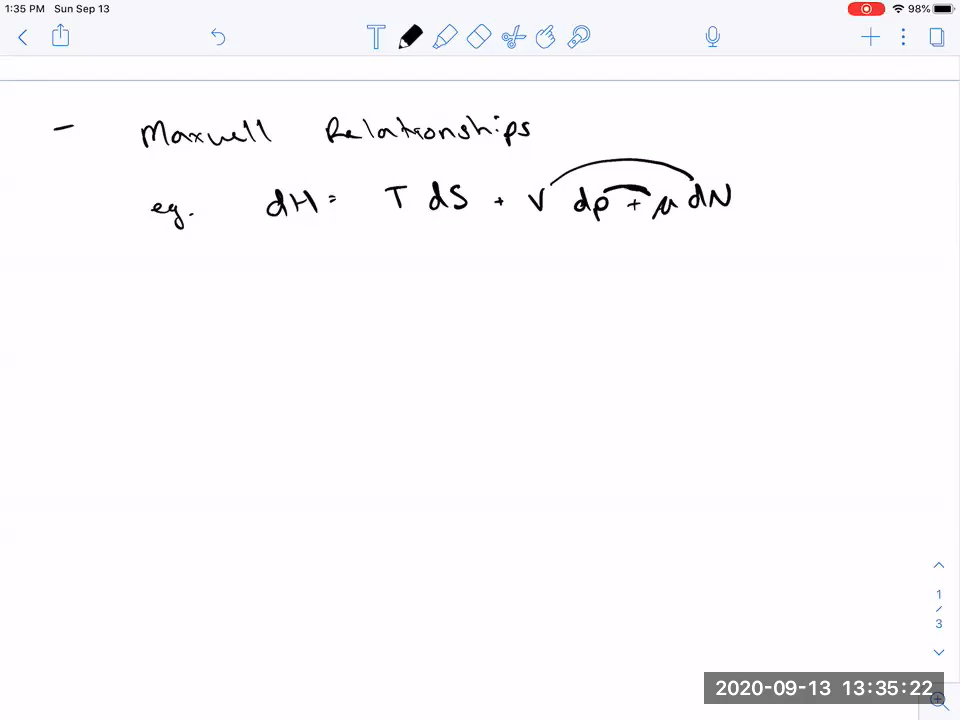 1:35 PM Sun Sep 13 98%
T
- Maxwell Relationships
eg. dH = T dS + V dp + μ dN
1
/
3
2020-09-13 13:35:22